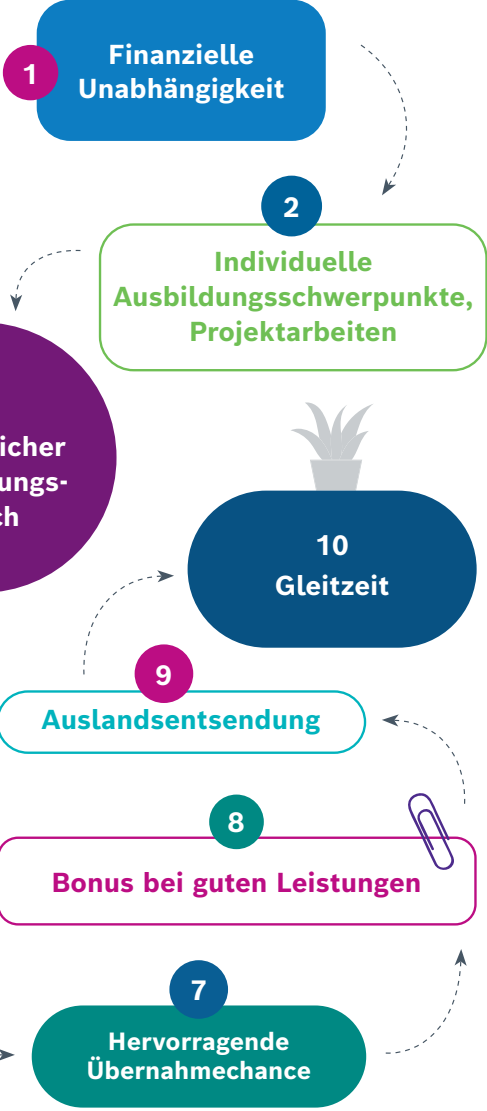 1
Finanzielle
Unabhängigkeit
2
Individuelle
Ausbildungsschwerpunkte,
Projektarbeiten
icher
ungs-
ch
10
Gleitzeit
9
Auslandsentsendung
8
Bonus bei guten Leistungen
7
Hervorragende
Übernahmechance